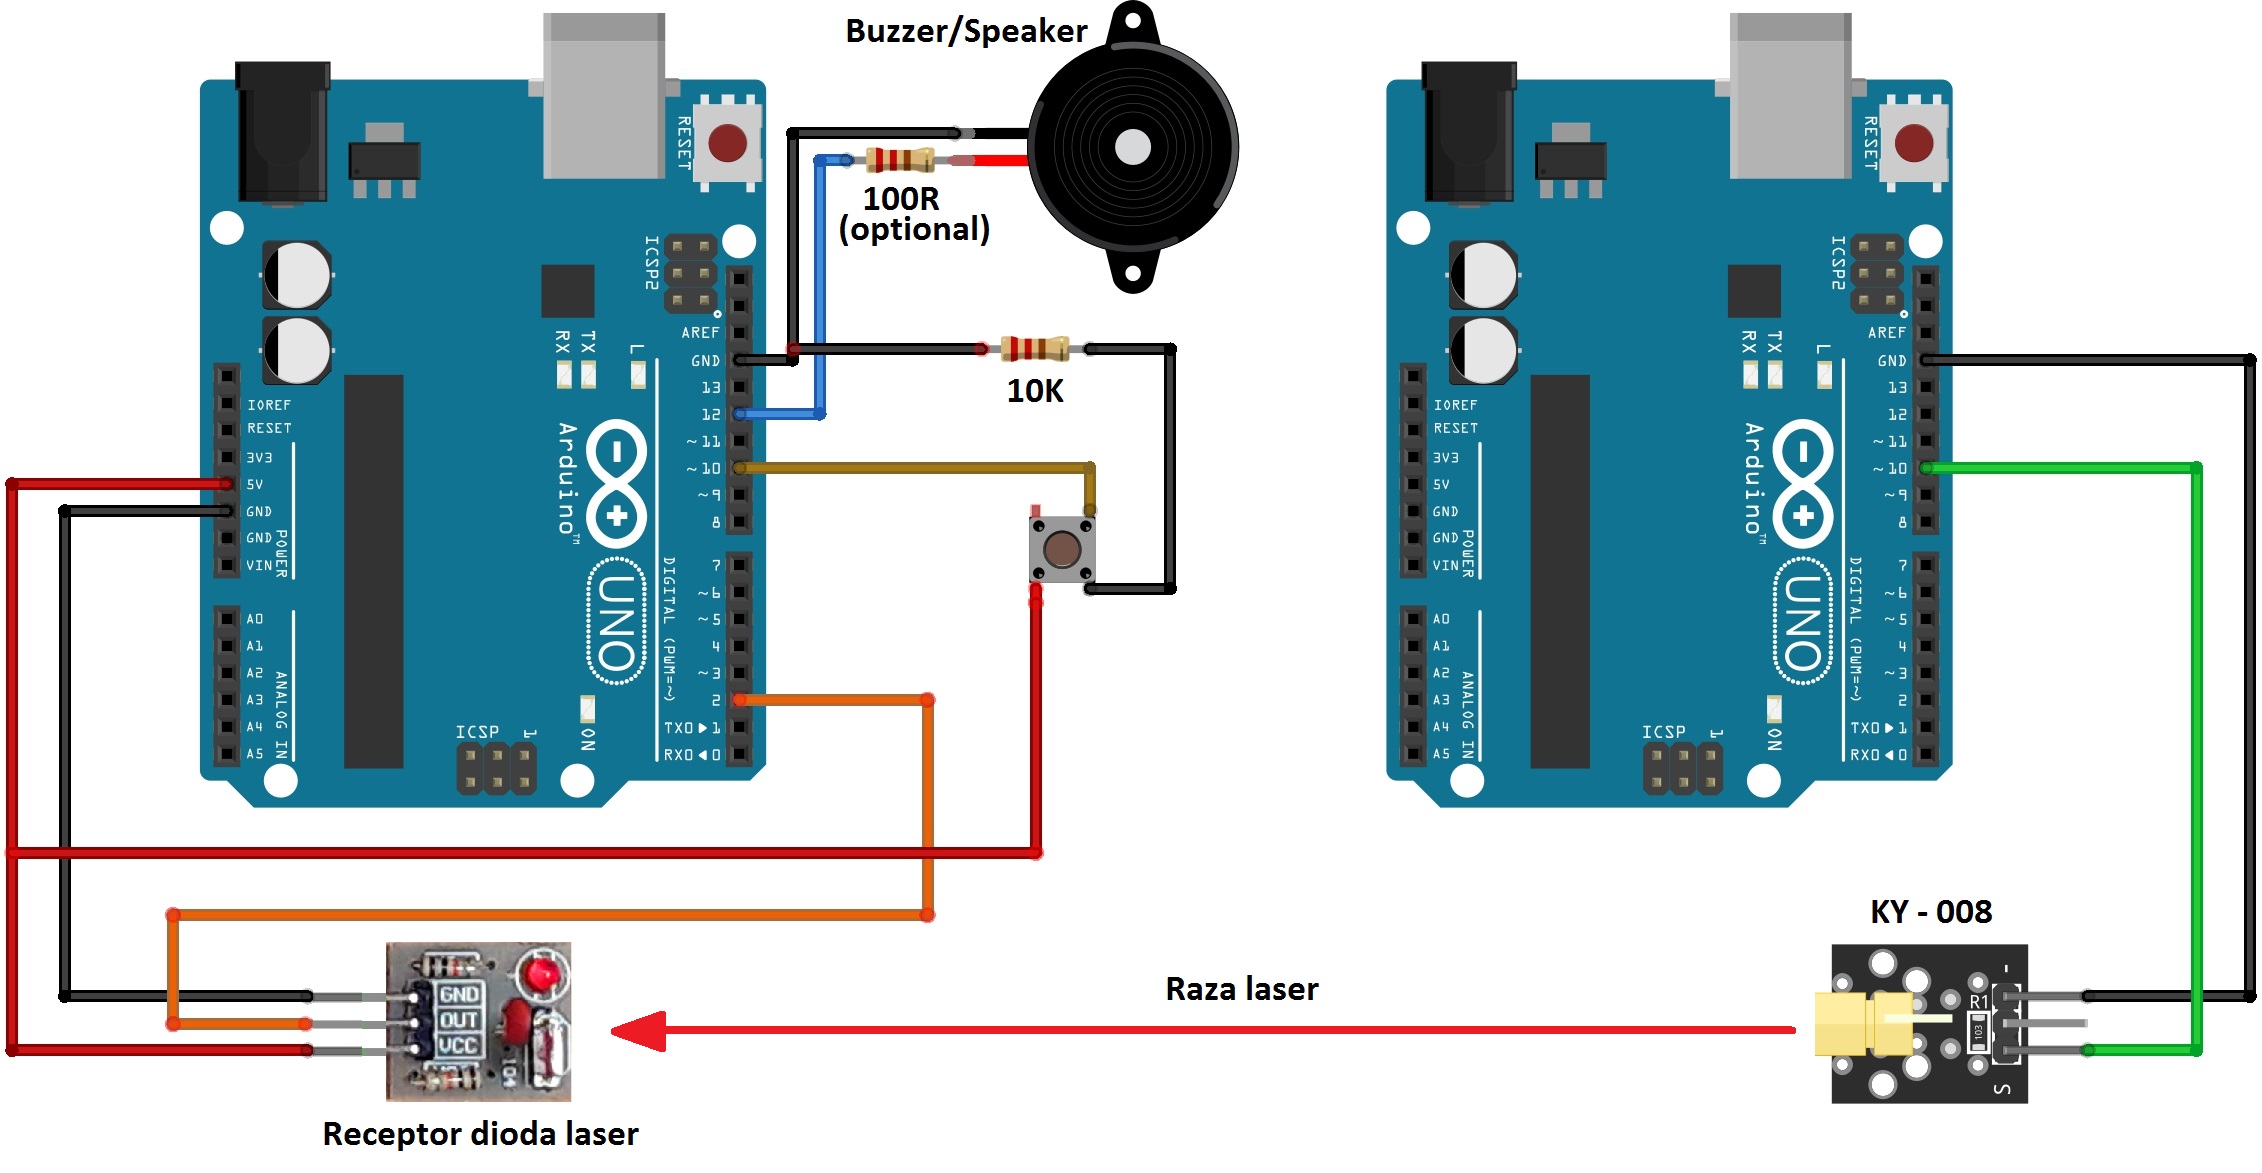 Buzzer/Speaker
100R
(optional)
10K
RESET
ICSP2
AREF
GND
13
12
~11
~10
~9
8
7
~6
~5
4
~3
2
TX0▶1
RX0◀0
RX
TX
L
IOREF
RESET
3V3
5V
GND
GND
VIN
POWER
A0
A1
A2
A3
A4
A5
ANALOG IN
Arduino™
UNO
DIGITAL (PWM=~)
ICSP
1
ON
RESET
ICSP2
AREF
GND
13
12
~11
~10
~9
8
7
~6
~5
4
~3
2
TX0▶1
RX0◀0
RX
TX
L
IOREF
RESET
3V3
5V
GND
GND
VIN
POWER
A0
A1
A2
A3
A4
A5
ANALOG IN
Arduino™
UNO
DIGITAL (PWM=~)
ICSP
1
ON
GND
OUT
VCC
104
Receptor dioda laser
Raza laser
KY - 008
-
R1
103
S